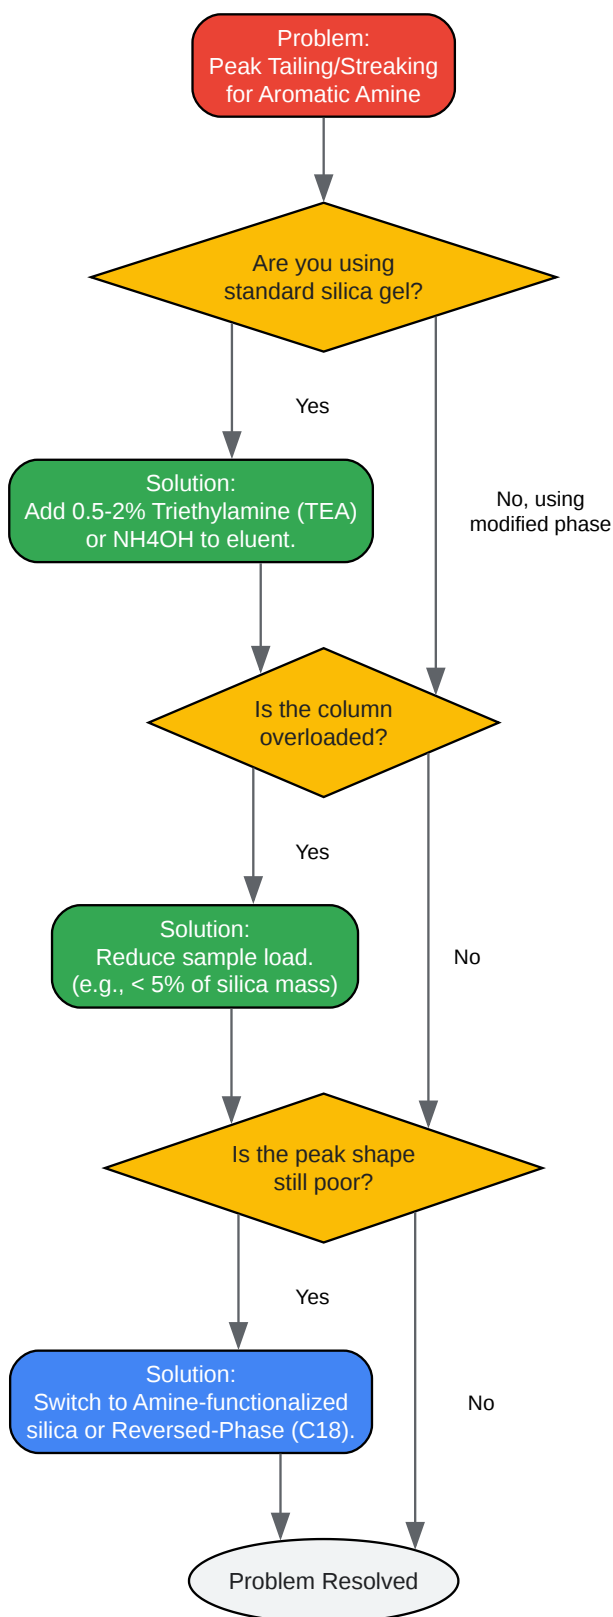 Problem:
Peak Tailing/Streaking
for Aromatic Amine
Are you using
standard silica gel?
Yes
Solution:
Add 0.5-2% Triethylamine (TEA)
or NH4OH to eluent.
No, using
modified phase
Is the column
overloaded?
Yes
Solution:
Reduce sample load.
(e.g., < 5% of silica mass)
No
Is the peak shape
still poor?
Yes
Solution:
Switch to Amine-functionalized
silica or Reversed-Phase (C18).
No
Problem Resolved